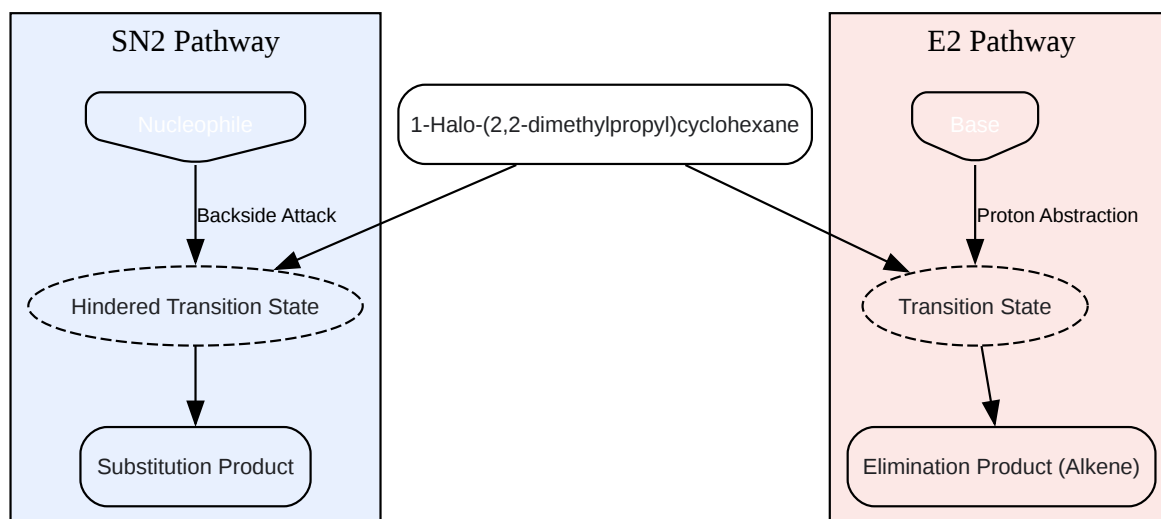 SN2 Pathway
E2 Pathway
Nucleophile
1-Halo-(2,2-dimethylpropyl)cyclohexane
Base
Backside Attack
Proton Abstraction
Hindered Transition State
Transition State
Substitution Product
Elimination Product (Alkene)